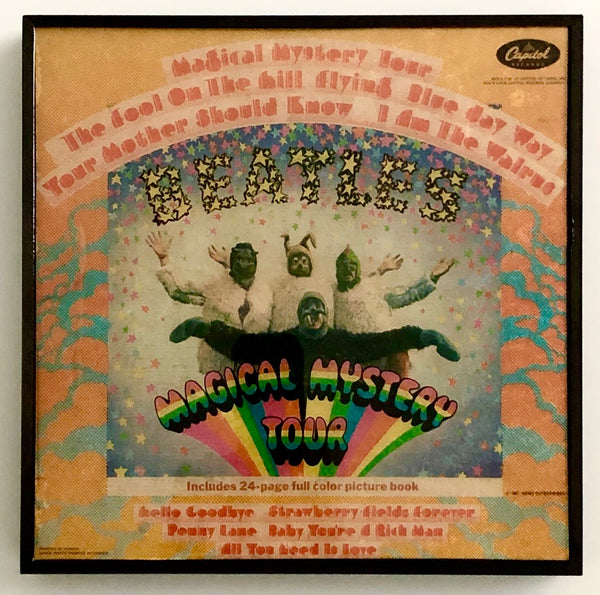 Magical Mystery Tour
The Fool On The Hill Flying Blue Jay Way
Your Mother Should Know I Am The Walrus
Capitol
RECORDS
BEATLES
MAGICAL MYSTERY
TOUR
Includes 24-page full color picture book
Hello Goodbye Strawberry Fields Forever
Penny Lane Baby You're A Rich Man
All You Need Is Love